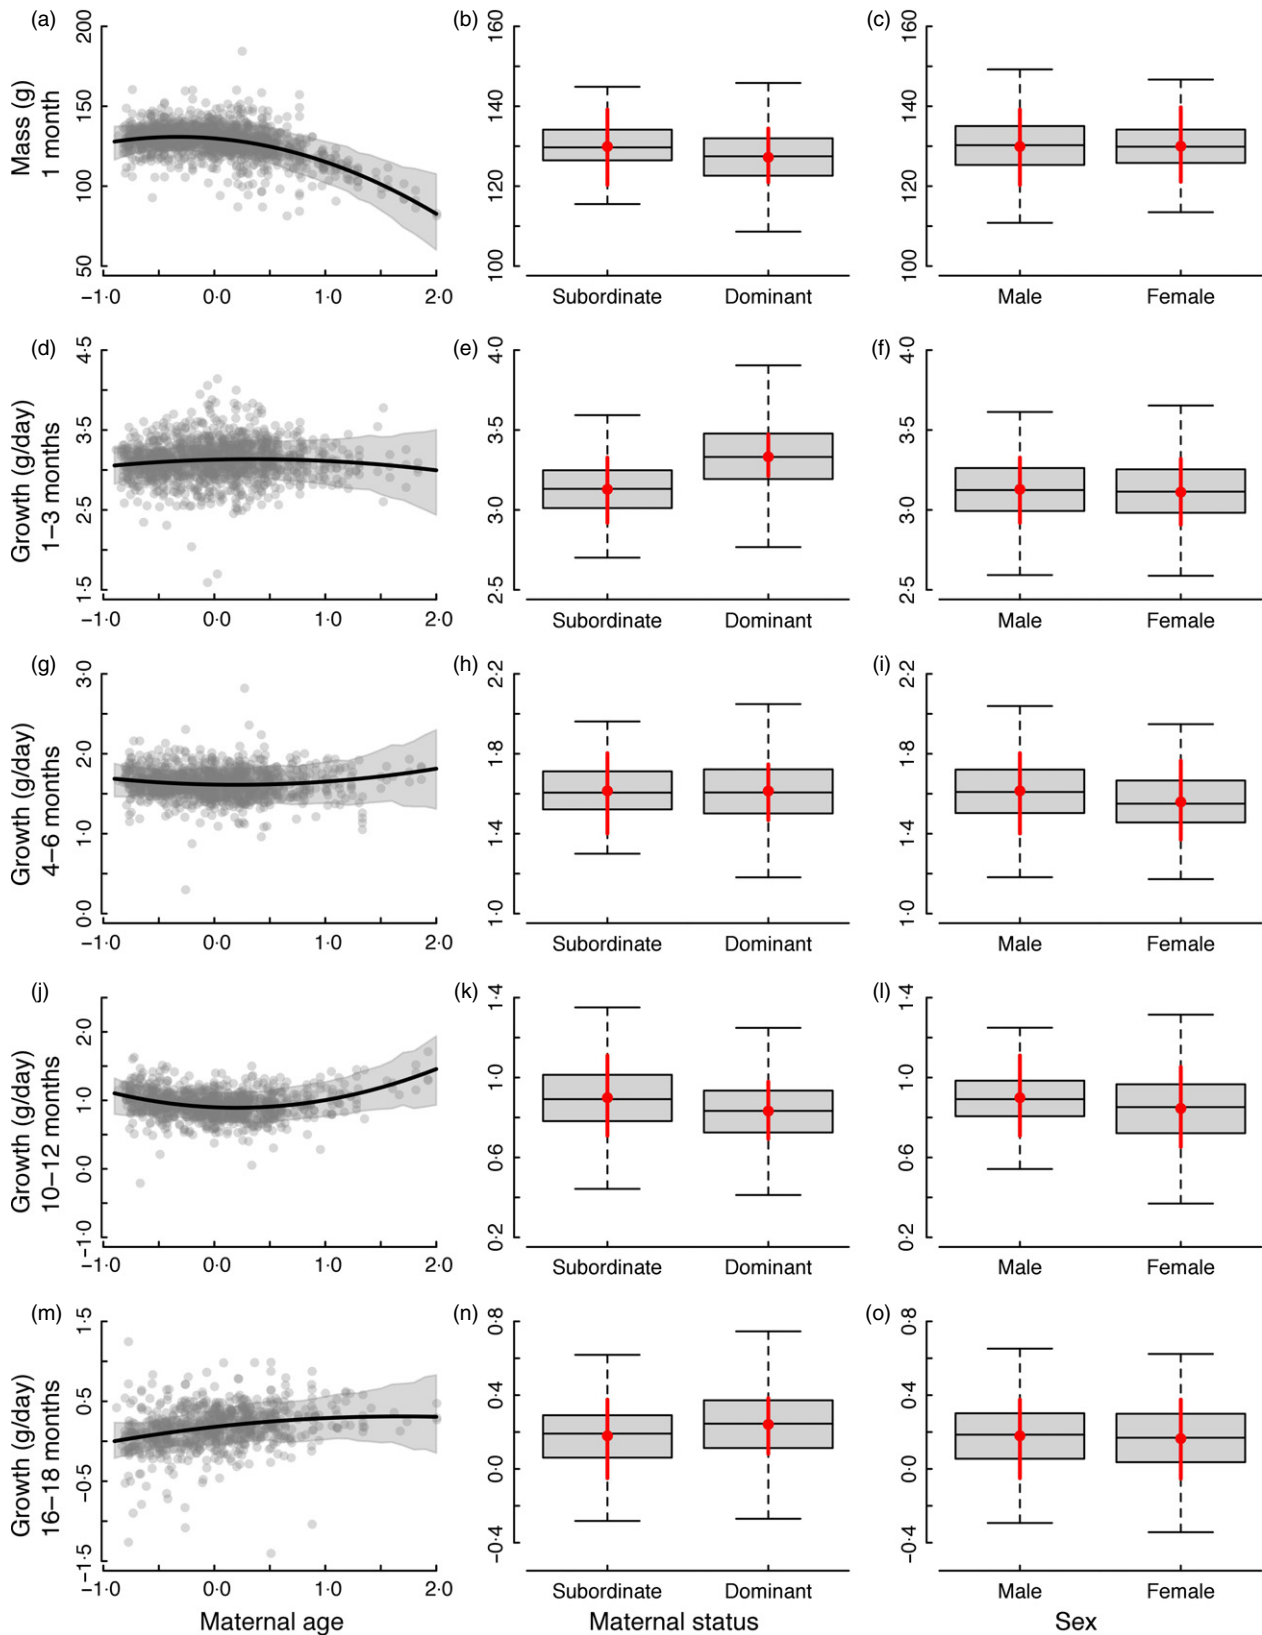 (a)
Mass (g)
1 month
200
150
100
50
−1·0
0·0
1·0
2·0
(b)
160
140
120
100
Subordinate
Dominant
(c)
160
140
120
100
Male
Female
(d)
Growth (g/day)
1–3 months
4·5
3·5
2·5
1·5
−1·0
0·0
1·0
2·0
(e)
4·0
3·5
3·0
2·5
Subordinate
Dominant
(f)
4·0
3·5
3·0
2·5
Male
Female
(g)
Growth (g/day)
4–6 months
3·0
2·0
1·0
0·0
−1·0
0·0
1·0
2·0
(h)
2·2
1·8
1·4
1·0
Subordinate
Dominant
(i)
2·2
1·8
1·4
1·0
Male
Female
(j)
Growth (g/day)
10–12 months
2·0
1·0
0·0
−1·0
−1·0
0·0
1·0
2·0
(k)
1·4
1·0
0·6
0·2
Subordinate
Dominant
(l)
1·4
1·0
0·6
0·2
Male
Female
(m)
Growth (g/day)
16–18 months
1·5
0·5
−0·5
−1·5
−1·0
0·0
1·0
2·0
Maternal age
(n)
0·8
0·4
0·0
−0·4
Subordinate
Dominant
Maternal status
(o)
0·8
0·4
0·0
−0·4
Male
Female
Sex